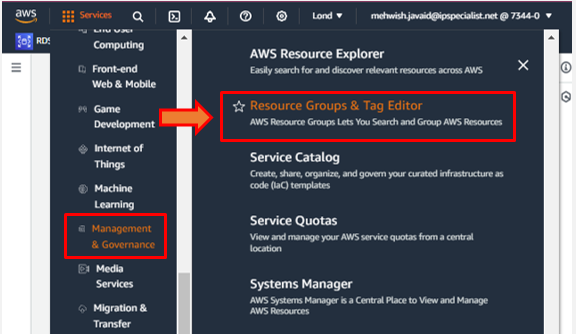 aws
Services
Lond ▼
mehwish.javaid@ipspecialist.net @ 7344-0 ▼
RDS
End User
Computing
Front-end
Web & Mobile
Game
Development
Internet of
Things
Machine
Learning
Management
& Governance
Media
Services
Migration &
Transfer
AWS Resource Explorer
Easily search for and discover relevant resources across AWS
Resource Groups & Tag Editor
AWS Resource Groups Lets You Search and Group AWS Resources
Service Catalog
Create, share, organize, and govern your curated infrastructure as
code (IaC) templates
Service Quotas
View and manage your AWS service quotas from a central
location
Systems Manager
AWS Systems Manager is a Central Place to View and Manage
AWS Resources